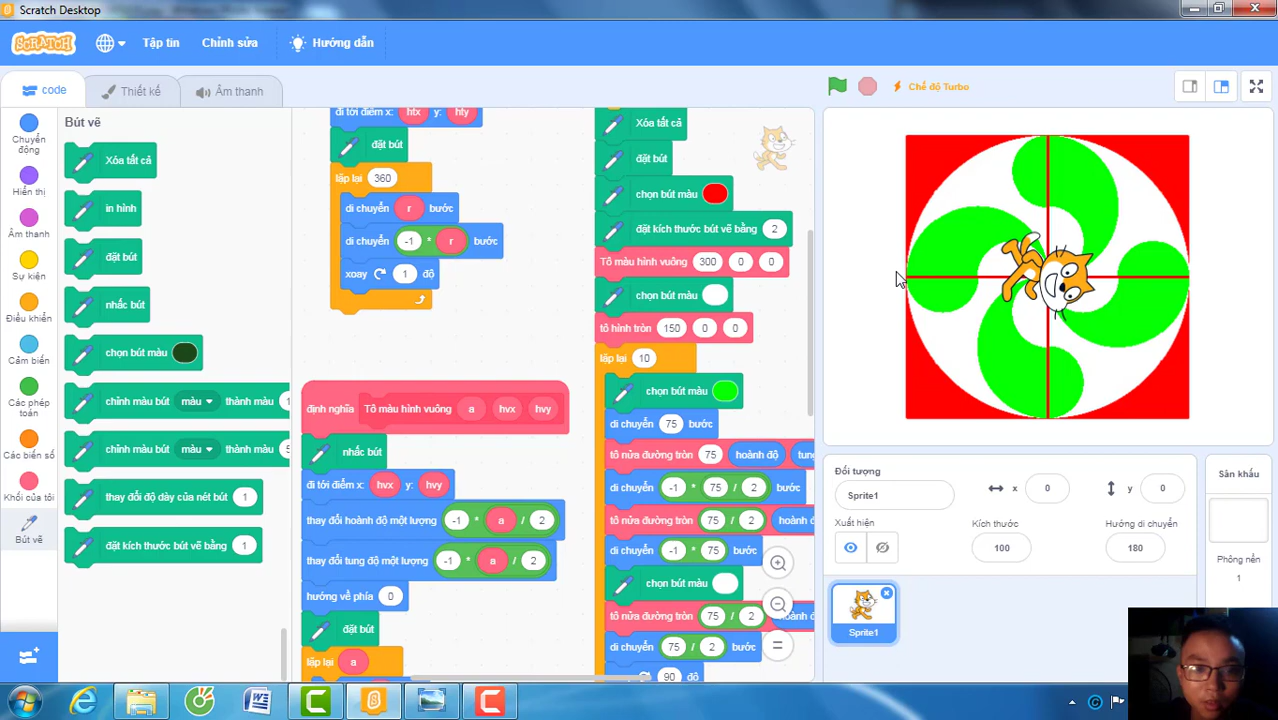 Scratch Desktop
SCRATCH
Tập tin
Chỉnh sửa
Hướng dẫn
code
Thiết kế
Âm thanh
Chế độ Turbo
Chuyển động
Hiển thị
Âm thanh
Sự kiện
Điều khiển
Cảm biến
Các phép toán
Các biến số
Khối của tôi
Bút vẽ
Bút vẽ
Xóa tất cả
in hình
đặt bút
nhấc bút
chọn bút màu
chỉnh màu bút màu thành màu
chỉnh màu bút màu thành màu
thay đổi độ dày của nét bút 1
đặt kích thước bút vẽ bằng 1
đi tới điểm x: htx y: hty
đặt bút
lặp lại 360
di chuyển r bước
di chuyển -1 * r bước
xoay 1 độ
định nghĩa Tô màu hình vuông a hvx hvy
nhấc bút
đi tới điểm x: hvx y: hvy
thay đổi hoành độ một lượng -1 * a / 2
thay đổi tung độ một lượng -1 * a / 2
hướng về phía 0
đặt bút
lặp lại a
Xóa tất cả
đặt bút
chọn bút màu
đặt kích thước bút vẽ bằng 2
Tô màu hình vuông 300 0 0
chọn bút màu
tô hình tròn 150 0 0
lặp lại 10
chọn bút màu
di chuyển 75 bước
tô nửa đường tròn 75 hoành độ tung
di chuyển -1 * 75 / 2 bước
tô nửa đường tròn 75 / 2 hoành đ
di chuyển -1 * 75 bước
chọn bút màu
tô nửa đường tròn 75 / 2
di chuyển 75 / 2 bước
90 độ
Đối tượng
Sprite1
x 0
y 0
Xuất hiện
Kích thước
100
Hướng di chuyển
180
Sprite1
Sân khấu
Phông nền
1